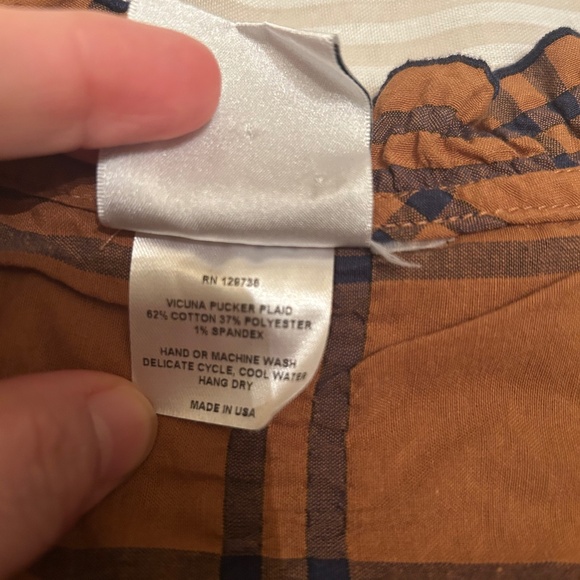 RN 129736
VICUNA PUCKER PLAID
62% COTTON 37% POLYESTER
1% SPANDEX
HAND OR MACHINE WASH
DELICATE CYCLE, COOL WATER
HANG DRY
MADE IN USA